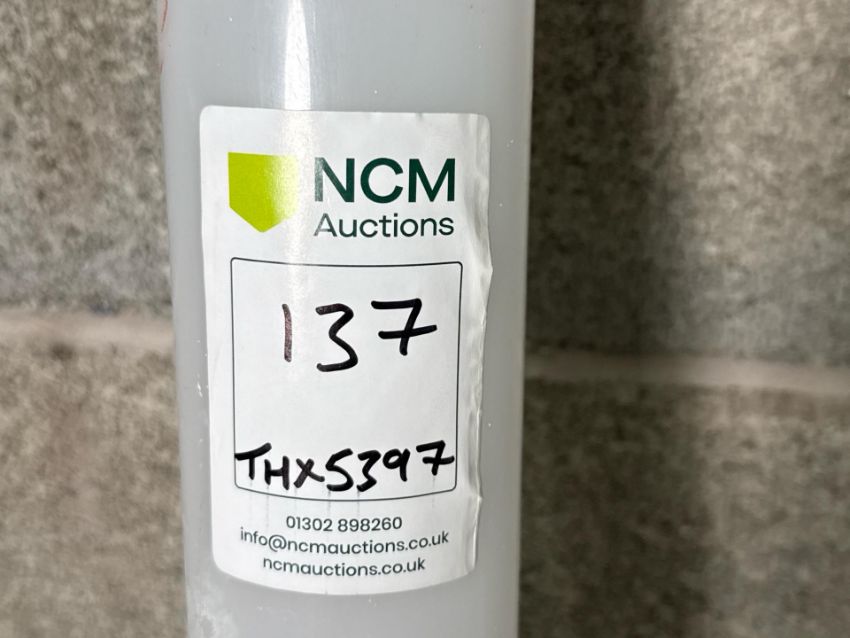 NCM
Auctions
137
THX5397
01302 898260
info@ncmauctions.co.uk
ncmauctions.co.uk